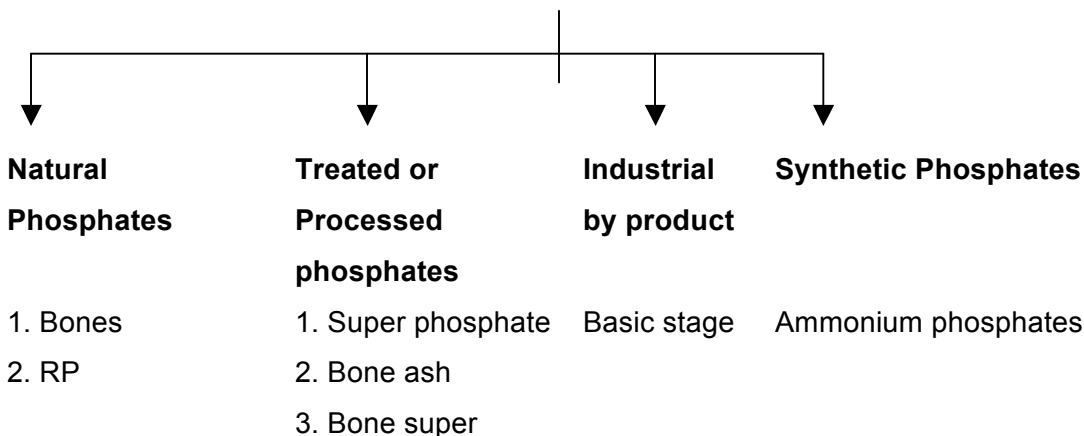 Natural Phosphates
Treated or Processed phosphates
Industrial by product
Synthetic Phosphates
1. Bones
2. RP
1. Super phosphate
2. Bone ash
3. Bone super
Basic stage
Ammonium phosphates